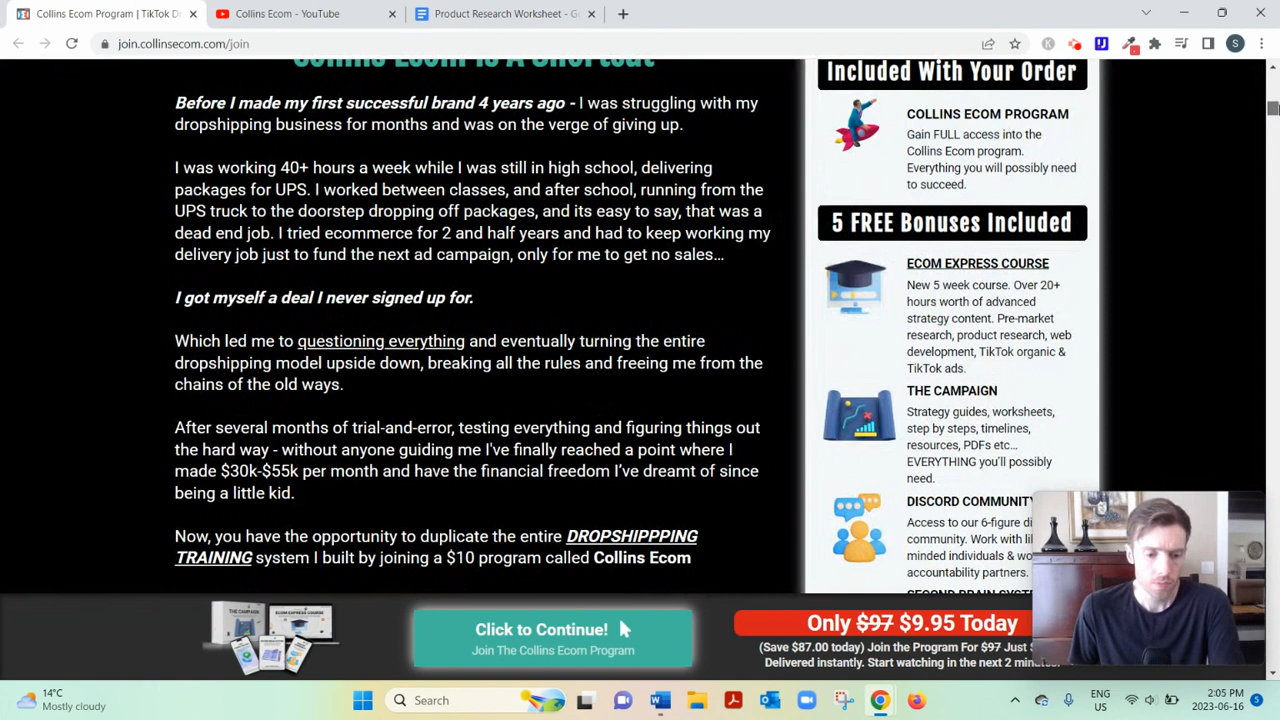 Collins Ecom Program | TikTok D
Collins Ecom - YouTube
Product Research Worksheet - Go
join.collinsecom.com/join
Collins Ecom Is A Shortcut
Before I made my first successful brand 4 years ago - I was struggling with my
dropshipping business for months and was on the verge of giving up.
I was working 40+ hours a week while I was still in high school, delivering
packages for UPS. I worked between classes, and after school, running from the
UPS truck to the doorstep dropping off packages, and its easy to say, that was a
dead end job. I tried ecommerce for 2 and half years and had to keep working my
delivery job just to fund the next ad campaign, only for me to get no sales...
I got myself a deal I never signed up for.
Which led me to questioning everything and eventually turning the entire
dropshipping model upside down, breaking all the rules and freeing me from the
chains of the old ways.
After several months of trial-and-error, testing everything and figuring things out
the hard way - without anyone guiding me I've finally reached a point where I
made $30k-$55k per month and have the financial freedom I've dreamt of since
being a little kid.
Now, you have the opportunity to duplicate the entire DROPSHIPPPING
TRAINING system I built by joining a $10 program called Collins Ecom
Included With Your Order
COLLINS ECOM PROGRAM
Gain FULL access into the
Collins Ecom program.
Everything you will possibly need
to succeed.
5 FREE Bonuses Included
ECOM EXPRESS COURSE
New 5 week course. Over 20+
hours worth of advanced
strategy content. Pre-market
research, product research, web
development, TikTok organic &
TikTok ads.
THE CAMPAIGN
Strategy guides, worksheets,
step by steps, timelines,
resources, PDFs etc...
EVERYTHING you'll possibly
need.
DISCORD COMMUNITY
Access to our 6-figure di
community. Work with li
minded individuals & wo
accountability partners.
THE CAMPAIGN
ECOM EXPRESS COURSE
Click to Continue!
Join The Collins Ecom Program
Only $97 $9.95 Today
(Save $87.00 today) Join the Program For $97 Just $
Delivered instantly. Start watching in the next 2 minutes
14°C
Mostly cloudy
Search
ENG
US
2:05 PM
2023-06-16
5